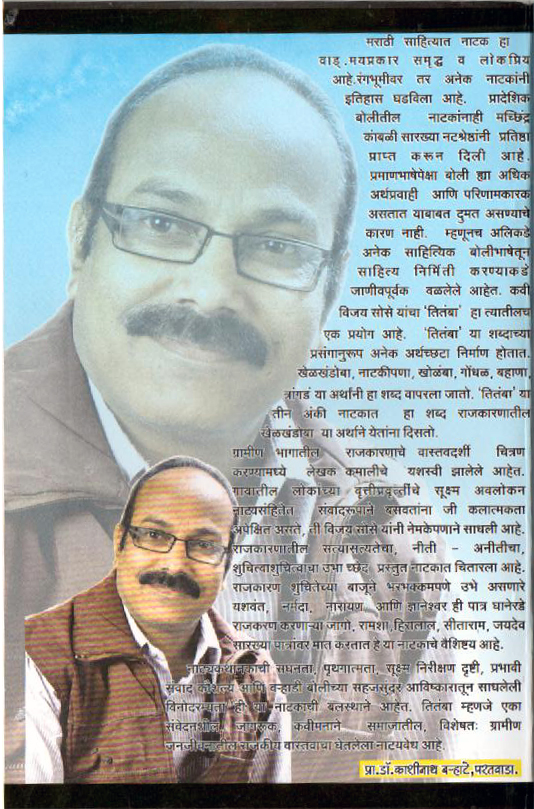 मराठी साहित्यात नाटक हा
वाड्.मयप्रकार समृद्ध व लोकप्रिय
आहे.रंगभूमीवर तर अनेक नाटकांनी
इतिहास घडविला आहे. प्रादेशिक
बोलीतील नाटकांनाही मच्छिंद्र
कांबळी सारख्या नटश्रेष्ठांनी प्रतिष्ठा
प्राप्त करून दिली आहे.
प्रमाणभाषेपेक्षा बोली ह्या अधिक
अर्थप्रवाही आणि परिणामकारक
असतात याबाबत दुमत असण्याचे
कारण नाही. म्हणूनच अलिकडे
अनेक साहित्यिक बोलीभाषेतून
साहित्य निर्मिती करण्याकडे
जाणीवपूर्वक वळलेले आहेत. कवी
विजय सोसे यांचा 'तितंबा' हा त्यातीलच
एक प्रयोग आहे. 'तितंबा' या शब्दाच्या
प्रसंगानुरुप अनेक अर्थच्छटा निर्माण होतात.
खेळखंडोबा, नाटकीपणा, खोळंबा, गोंधळ, बहाणा,
त्रांगडं या अर्थांनी हा शब्द वापरला जातो. 'तितंबा' या
तीन अंकी नाटकात हा शब्द राजकारणातील
खेळखंडोबा या अर्थाने येतांना दिसतो.
ग्रामीण भागातील राजकारणाचे वास्तवदर्शी चित्रण
करण्यामध्ये लेखक कमालीचे यशस्वी झालेले आहेत.
गावातील लोकांच्या वृत्तीप्रवृत्तींचे सूक्ष्म अवलोकन
नाट्यसंहितेत संवादरूपाने बसवतांना जी कलात्मकता
अपेक्षित असते, ती विजय सोसे यांनी नेमकेपणाने साधली आहे.
राजकारणातील सत्यासत्यतेचा, नीती - अनीतीचा,
शुचित्वाशुचित्वाचा उभा च्छेद प्रस्तुत नाटकात चितारला आहे.
राजकारण शुचितेच्या बाजूने भरभक्कमपणे उभे असणारे
यशवंत, नर्मदा, नारायण आणि ज्ञानेश्वर ही पात्र घाणेरडे
राजकरण करणाऱ्या जागो, रामशा, हिरालाल, सीताराम, जयदेव
सारख्या पात्रावर मात करतात हे या नाटकाचे वैशिष्ट्य आहे.
नाट्यकथानकाची सघनता, पृथगात्मता, सूक्ष्म निरीक्षण दृष्टी, प्रभावी
संवाद कौशल्य आणि वऱ्हाडी बोलीच्या सहजसुंदर आविष्कारातून साधलेली
विनोदरम्यता ही या नाटकाची बलस्थाने आहेत. तितंबा म्हणजे एका
संवेदनशील, जागरूक, कवीमनाने समाजातील, विशेषतः ग्रामीण
जनजीवनातील राजकीय वास्तवाचा घेतलेला नाट्यवेध आहे.
प्रा.डॉ.काशीनाथ बऱ्हाटे,परतवाडा.